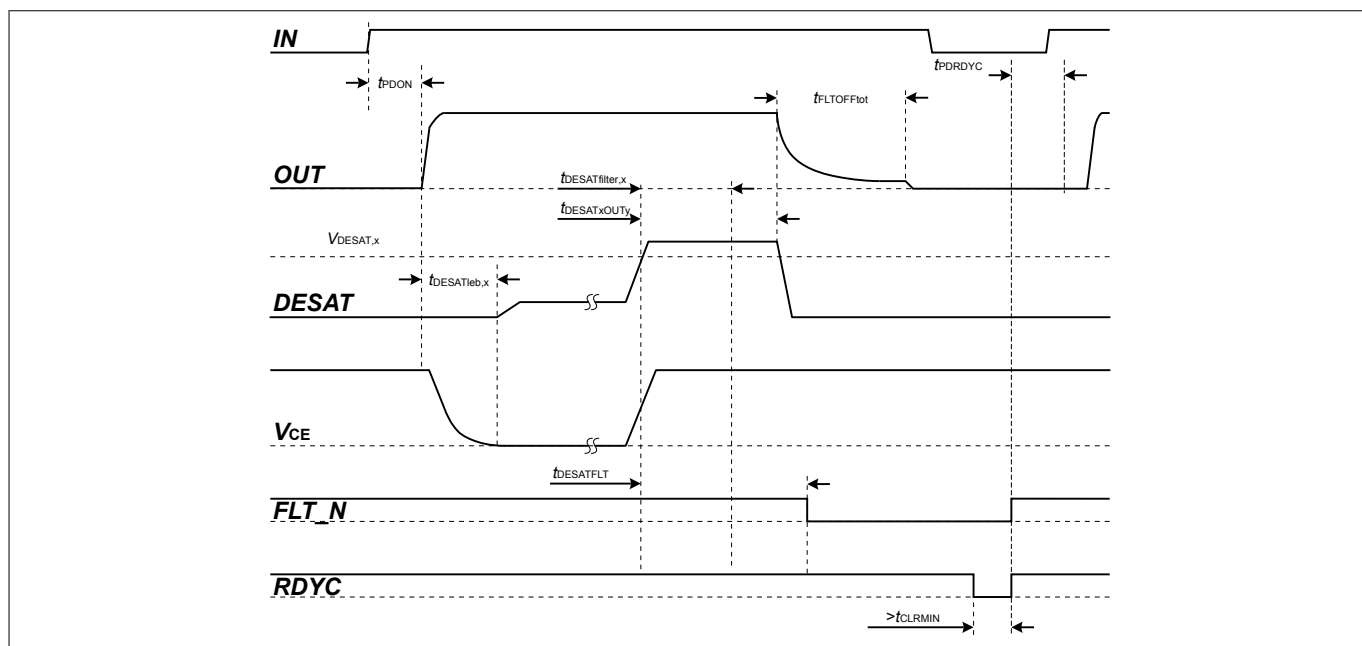 IN
tPDRDYC
tPDON
tFLTOFFtot
OUT
tDESATfilter,x
tDESATxOUTy
VDESAT,x
tDESATleb,x
DESAT
VCE
tDESATFLT
FLT_N
RDYC
>tCLRMIN